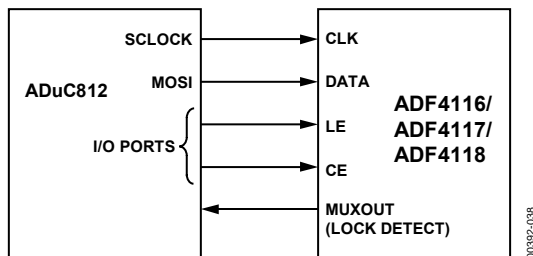 SCLOCK
CLK
MOSI
DATA
ADuC812
ADF4116/
ADF4117/
ADF4118
I/O PORTS
LE
CE
MUXOUT
(LOCK DETECT)
00392-038